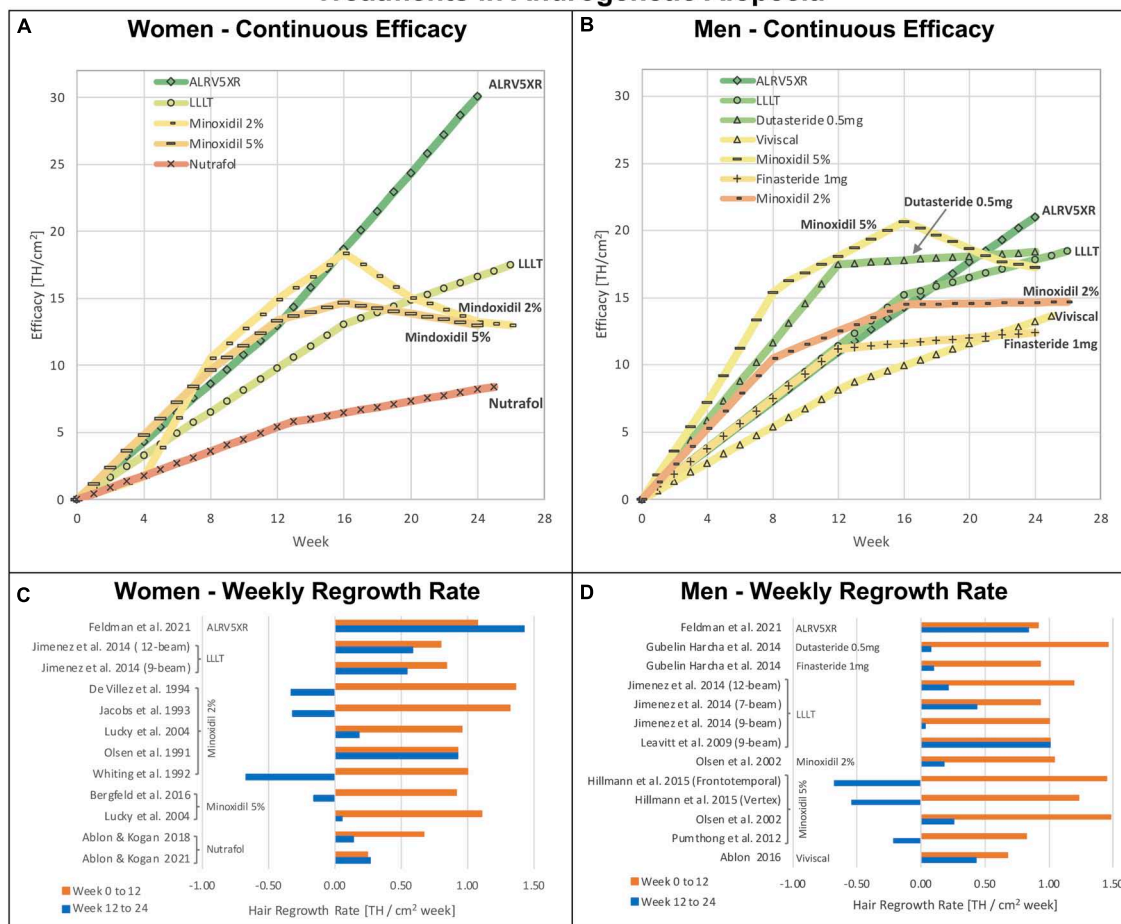 A
Women - Continuous Efficacy
30
25
20
15
10
5
0
0 4 8 12 16 20 24 28
Efficacy [TH/cm²]
Week
ALRV5XR
LLLT
Minoxidil 2%
Minoxidil 5%
Nutrafol
ALRV5XR
LLLT
Mindoxidil 2%
Mindoxidil 5%
Nutrafol
B
Men - Continuous Efficacy
30
25
20
15
10
5
0
0 4 8 12 16 20 24 28
Efficacy [TH/cm²]
Week
ALRV5XR
LLLT
Dutasteride 0.5mg
Viviscal
Minoxidil 5%
Finasteride 1mg
Minoxidil 2%
Dutasteride 0.5mg
Minoxidil 5%
ALRV5XR
LLLT
Minoxidil 2%
Viviscal
Finasteride 1mg
C
Women - Weekly Regrowth Rate
Feldman et al. 2021 ALRV5XR
Jimenez et al. 2014 ( 12-beam)
LLLT
Jimenez et al. 2014 (9-beam)
De Villez et al. 1994
Jacobs et al. 1993
Lucky et al. 2004
Minoxidil 2%
Olsen et al. 1991
Whiting et al. 1992
Bergfeld et al. 2016
Minoxidil 5%
Lucky et al. 2004
Ablon & Kogan 2018
Nutrafol
Ablon & Kogan 2021
-1.00 -0.50 0.00 0.50 1.00 1.50
Week 0 to 12
Week 12 to 24
Hair Regrowth Rate [TH / cm² week]
D
Men - Weekly Regrowth Rate
Feldman et al. 2021 ALRV5XR
Gubelin Harcha et al. 2014 Dutasteride 0.5mg
Gubelin Harcha et al. 2014 Finasteride 1mg
Jimenez et al. 2014 (12-beam)
Jimenez et al. 2014 (7-beam)
LLLT
Jimenez et al. 2014 (9-beam)
Leavitt et al. 2009 (9-beam)
Olsen et al. 2002 Minoxidil 2%
Hillmann et al. 2015 (Frontotemporal)
Hillmann et al. 2015 (Vertex)
Minoxidil 5%
Olsen et al. 2002
Pumthong et al. 2012
Ablon 2016 Viviscal
-1.00 -0.50 0.00 0.50 1.00 1.50
Week 0 to 12
Week 12 to 24
Hair Regrowth Rate [TH / cm² week]